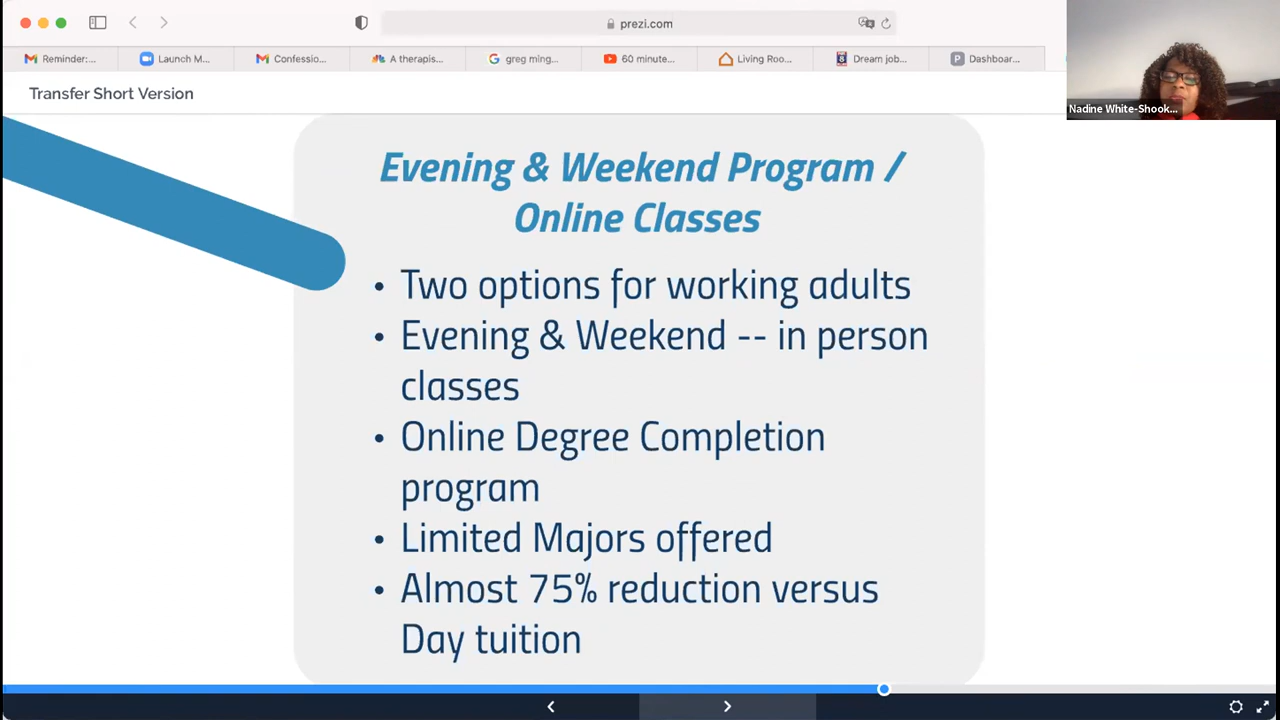 prezi.com
Reminder:...
Launch M...
Confessio...
A therapis...
greg ming...
60 minute...
Living Roo...
Dream job...
P
Dashboar...
Transfer Short Version
Nadine White-Shook...
Evening & Weekend Program /
Online Classes
• Two options for working adults
• Evening & Weekend -- in person
classes
• Online Degree Completion
program
• Limited Majors offered
• Almost 75% reduction versus
Day tuition